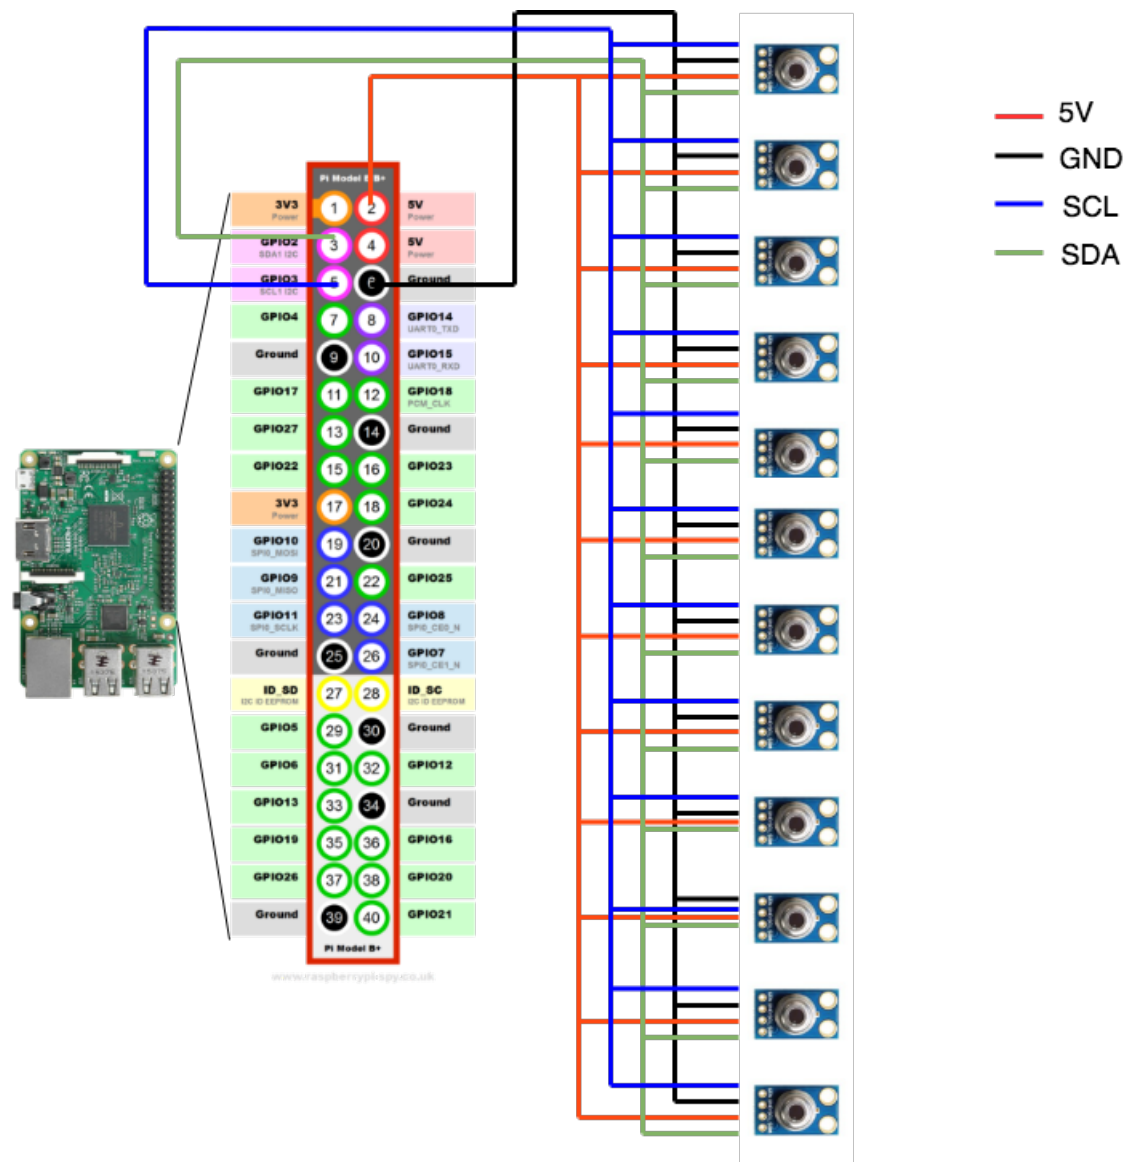 5V
GND
SCL
SDA
Pi Model B/B+
3V3
Power
1
2
5V
Power
GPIO2
SDA1 I2C
3
4
5V
Power
GPIO3
SCL1 I2C
5
6
Ground
GPIO4
7
8
GPIO14
UART0_TXD
Ground
9
10
GPIO15
UART0_RXD
GPIO17
11
12
GPIO18
PCM_CLK
GPIO27
13
14
Ground
GPIO22
15
16
GPIO23
3V3
Power
17
18
GPIO24
GPIO10
SPI0_MOSI
19
20
Ground
GPIO9
SPI0_MISO
21
22
GPIO25
GPIO11
SPI0_SCLK
23
24
GPIO8
SPI0_CE0_N
Ground
25
26
GPIO7
SPI0_CE1_N
ID_SD
I2C ID EEPROM
27
28
ID_SC
I2C ID EEPROM
GPIO5
29
30
Ground
GPIO6
31
32
GPIO12
GPIO13
33
34
Ground
GPIO19
35
36
GPIO16
GPIO26
37
38
GPIO20
Ground
39
40
GPIO21
Pi Model B+
www.raspberrypi-spy.co.uk